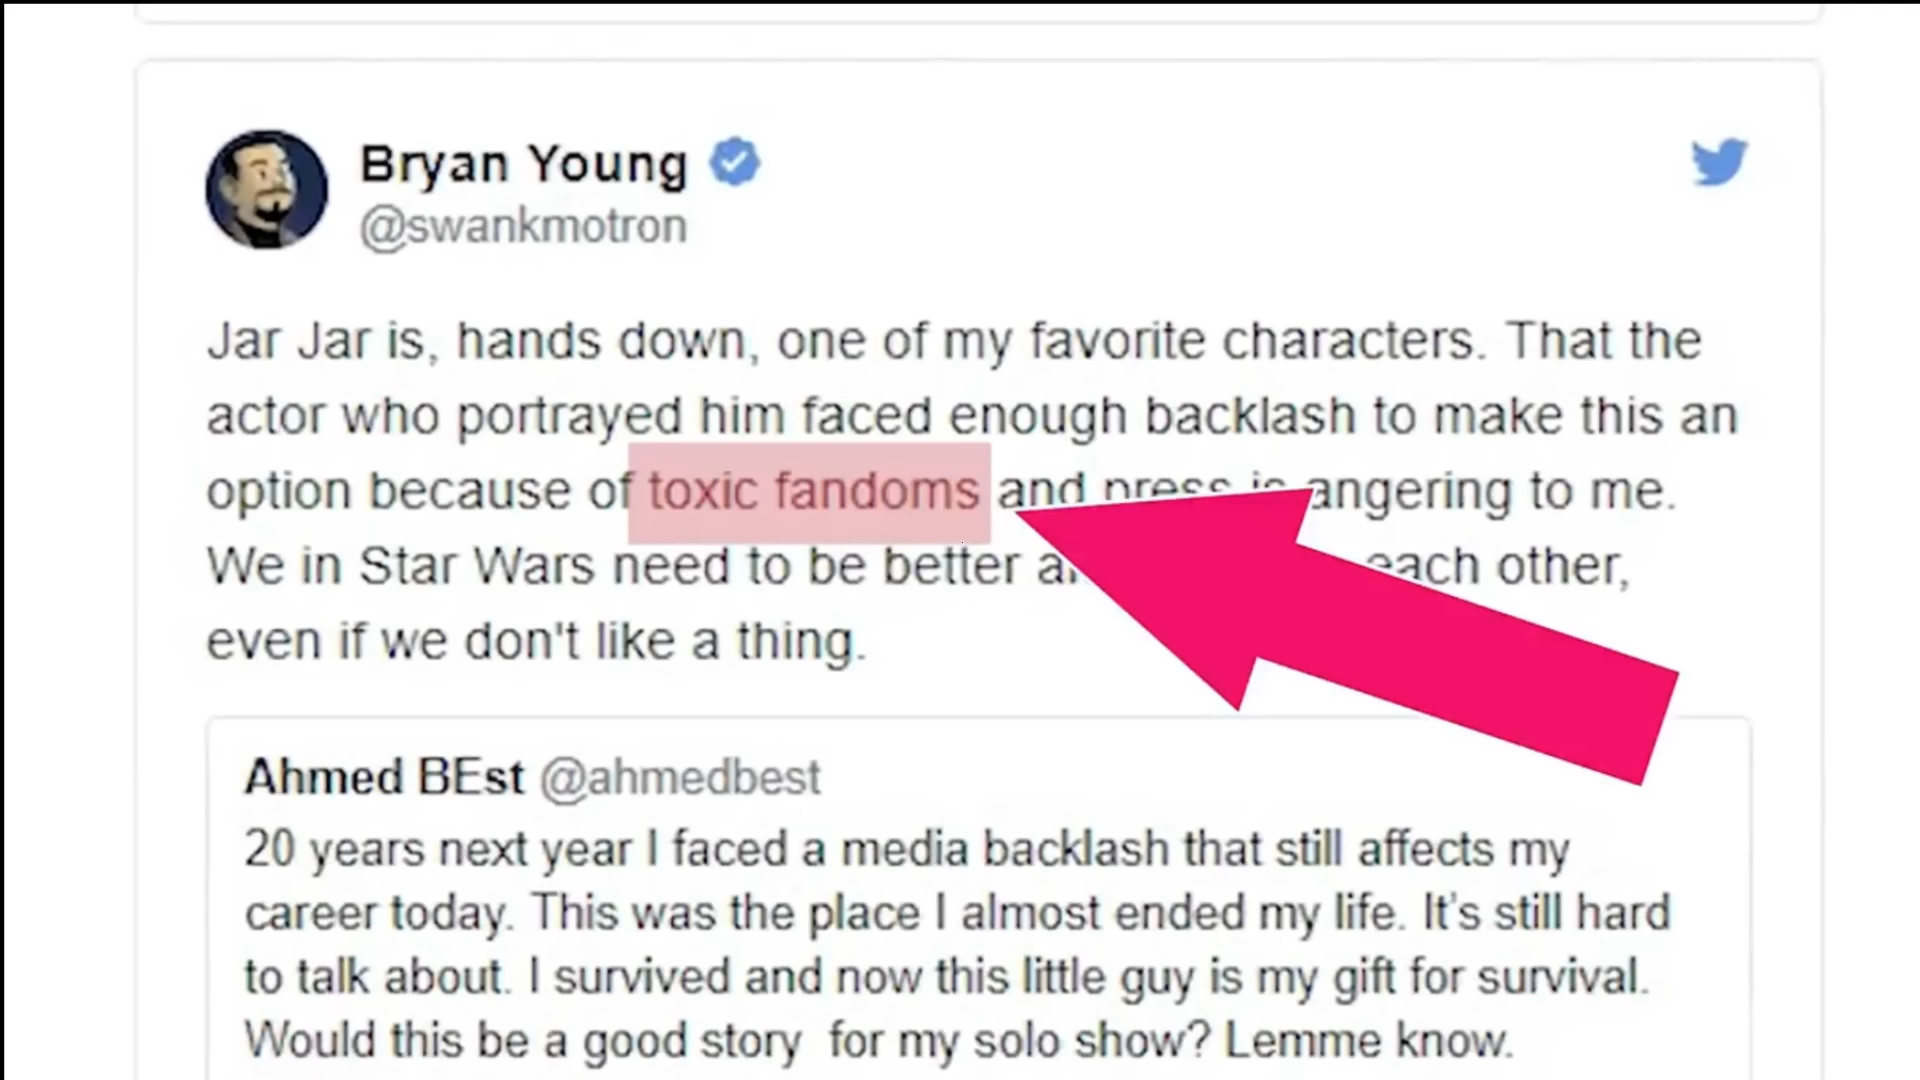 Bryan Young
@swankmotron
Jar Jar is, hands down, one of my favorite characters. That the
actor who portrayed him faced enough backlash to make this an
option because of toxic fandoms and press is angering to me.
We in Star Wars need to be better each other,
even if we don't like a thing.
Ahmed BEst @ahmedbest
20 years next year I faced a media backlash that still affects my
career today. This was the place I almost ended my life. It's still hard
to talk about. I survived and now this little guy is my gift for survival.
Would this be a good story for my solo show? Lemme know.